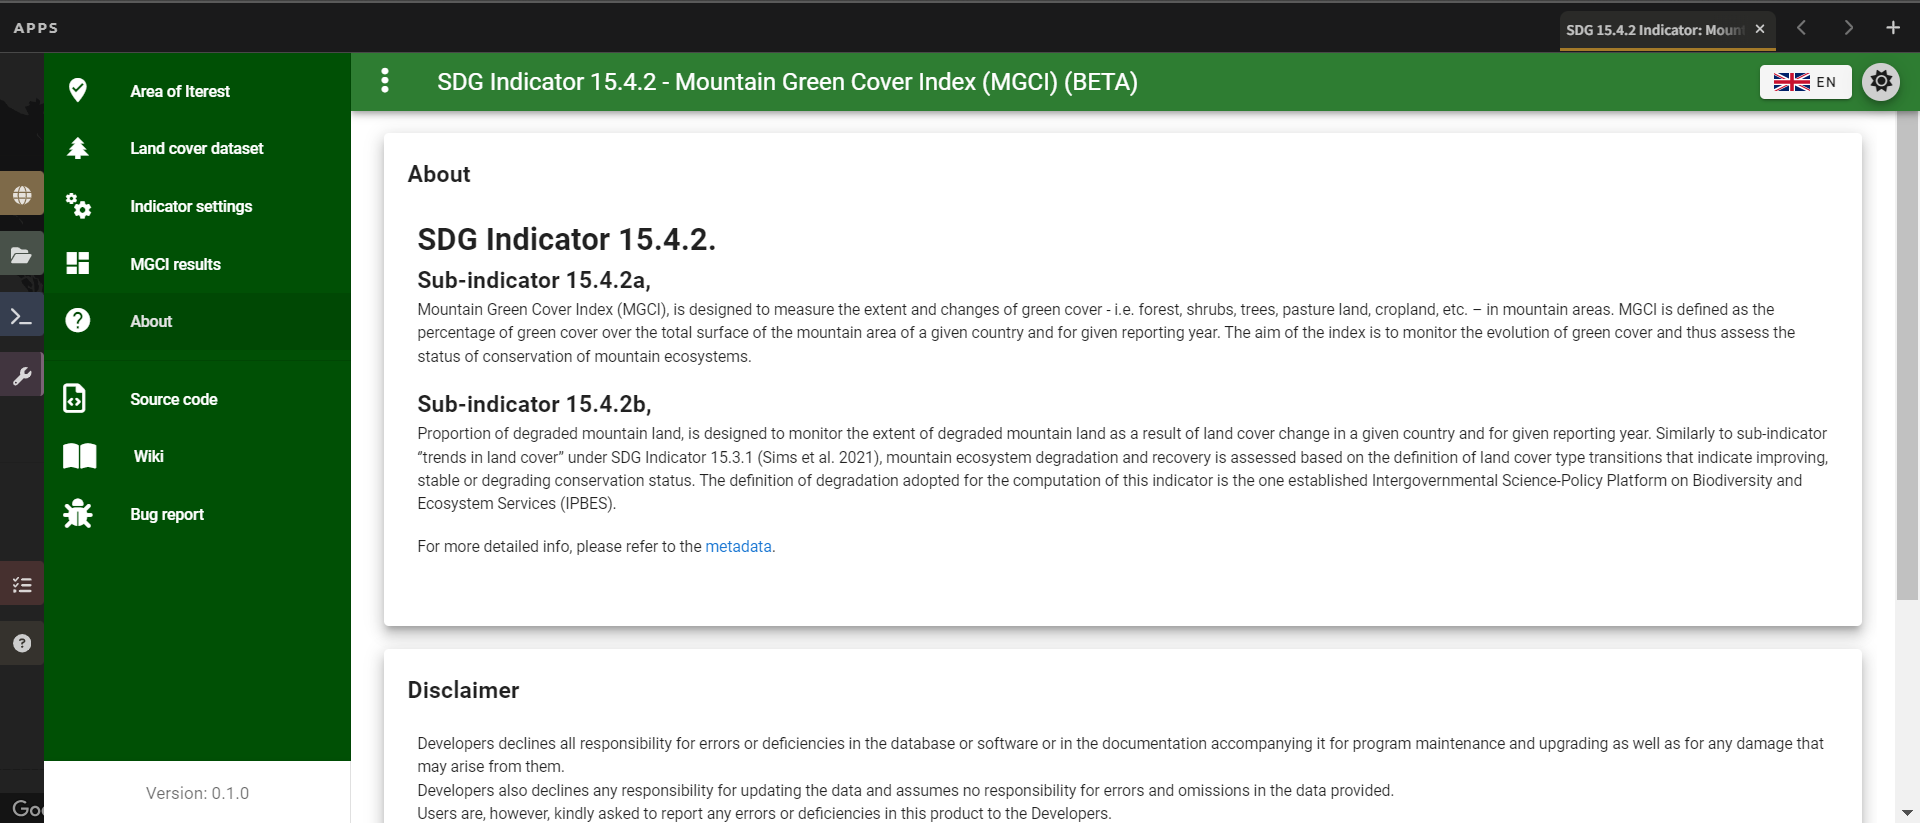 APPS
SDG 15.4.2 Indicator: Moun
Area of Iterest
Land cover dataset
Indicator settings
MGCI results
About
Source code
Wiki
Bug report
Version: 0.1.0
Goo
SDG Indicator 15.4.2 - Mountain Green Cover Index (MGCI) (BETA)
EN
About
SDG Indicator 15.4.2.
Sub-indicator 15.4.2a,
Mountain Green Cover Index (MGCI), is designed to measure the extent and changes of green cover - i.e. forest, shrubs, trees, pasture land, cropland, etc. – in mountain areas. MGCI is defined as the
percentage of green cover over the total surface of the mountain area of a given country and for given reporting year. The aim of the index is to monitor the evolution of green cover and thus assess the
status of conservation of mountain ecosystems.
Sub-indicator 15.4.2b,
Proportion of degraded mountain land, is designed to monitor the extent of degraded mountain land as a result of land cover change in a given country and for given reporting year. Similarly to sub-indicator
“trends in land cover” under SDG Indicator 15.3.1 (Sims et al. 2021), mountain ecosystem degradation and recovery is assessed based on the definition of land cover type transitions that indicate improving,
stable or degrading conservation status. The definition of degradation adopted for the computation of this indicator is the one established Intergovernmental Science-Policy Platform on Biodiversity and
Ecosystem Services (IPBES).
For more detailed info, please refer to the metadata.
Disclaimer
Developers declines all responsibility for errors or deficiencies in the database or software or in the documentation accompanying it for program maintenance and upgrading as well as for any damage that
may arise from them.
Developers also declines any responsibility for updating the data and assumes no responsibility for errors and omissions in the data provided.
Users are, however, kindly asked to report any errors or deficiencies in this product to the Developers.